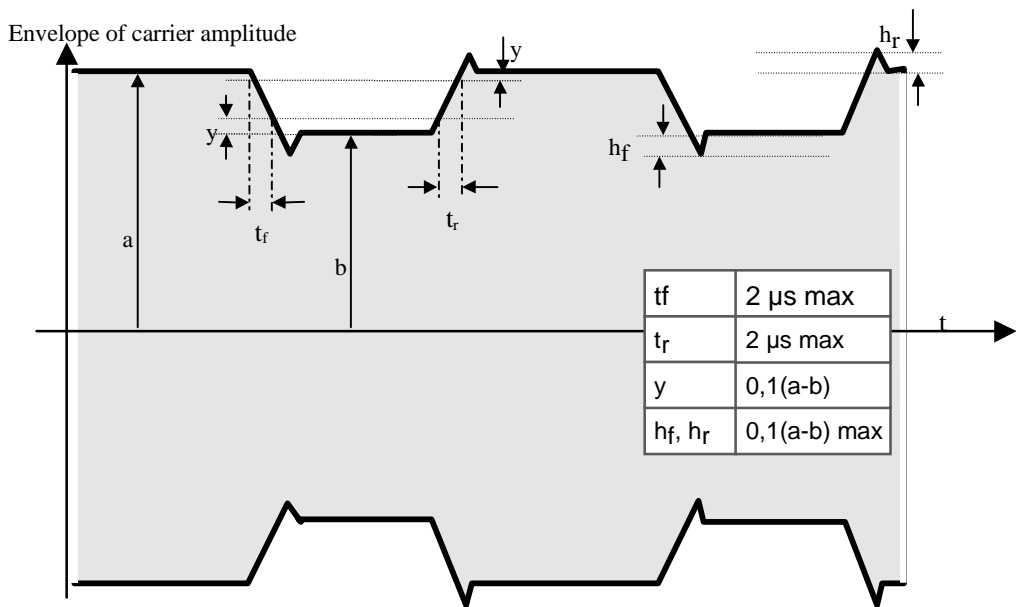 Envelope of carrier amplitude
y
hr
y
hf
tf
tr
a
b
t
tf 2 µs max
tr 2 µs max
y 0,1(a-b)
hf, hr 0,1(a-b) max